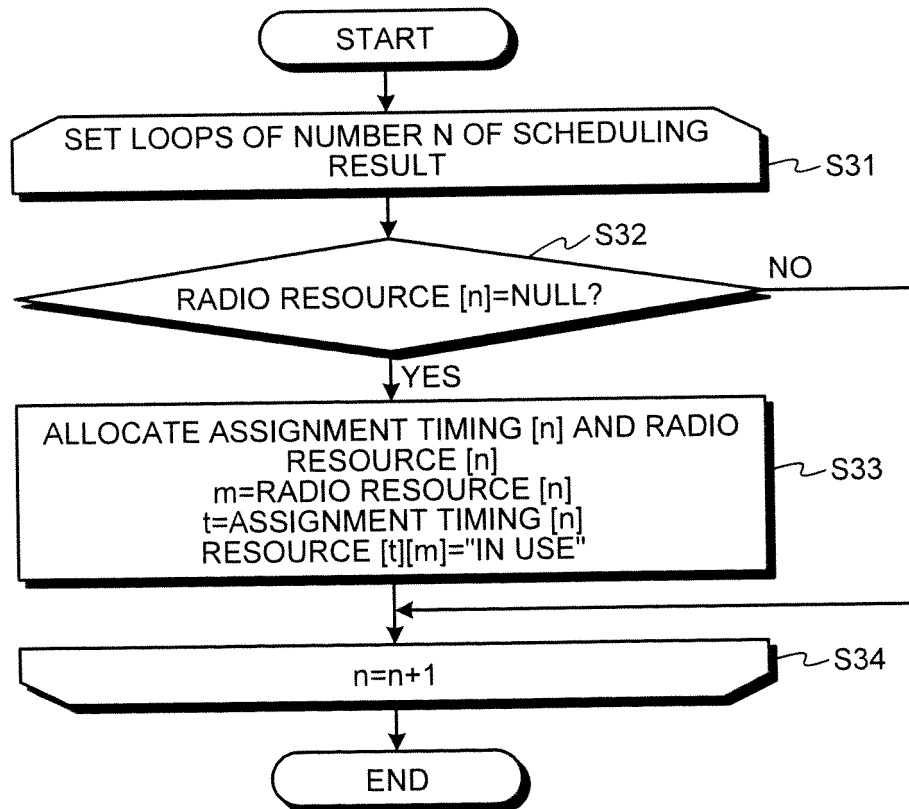 START
SET LOOPS OF NUMBER N OF SCHEDULING
RESULT
S31
S32
RADIO RESOURCE [n]=NULL?
NO
YES
ALLOCATE ASSIGNMENT TIMING [n] AND RADIO
RESOURCE [n]
m=RADIO RESOURCE [n]
t=ASSIGNMENT TIMING [n]
RESOURCE [t][m]="IN USE"
S33
n=n+1
S34
END